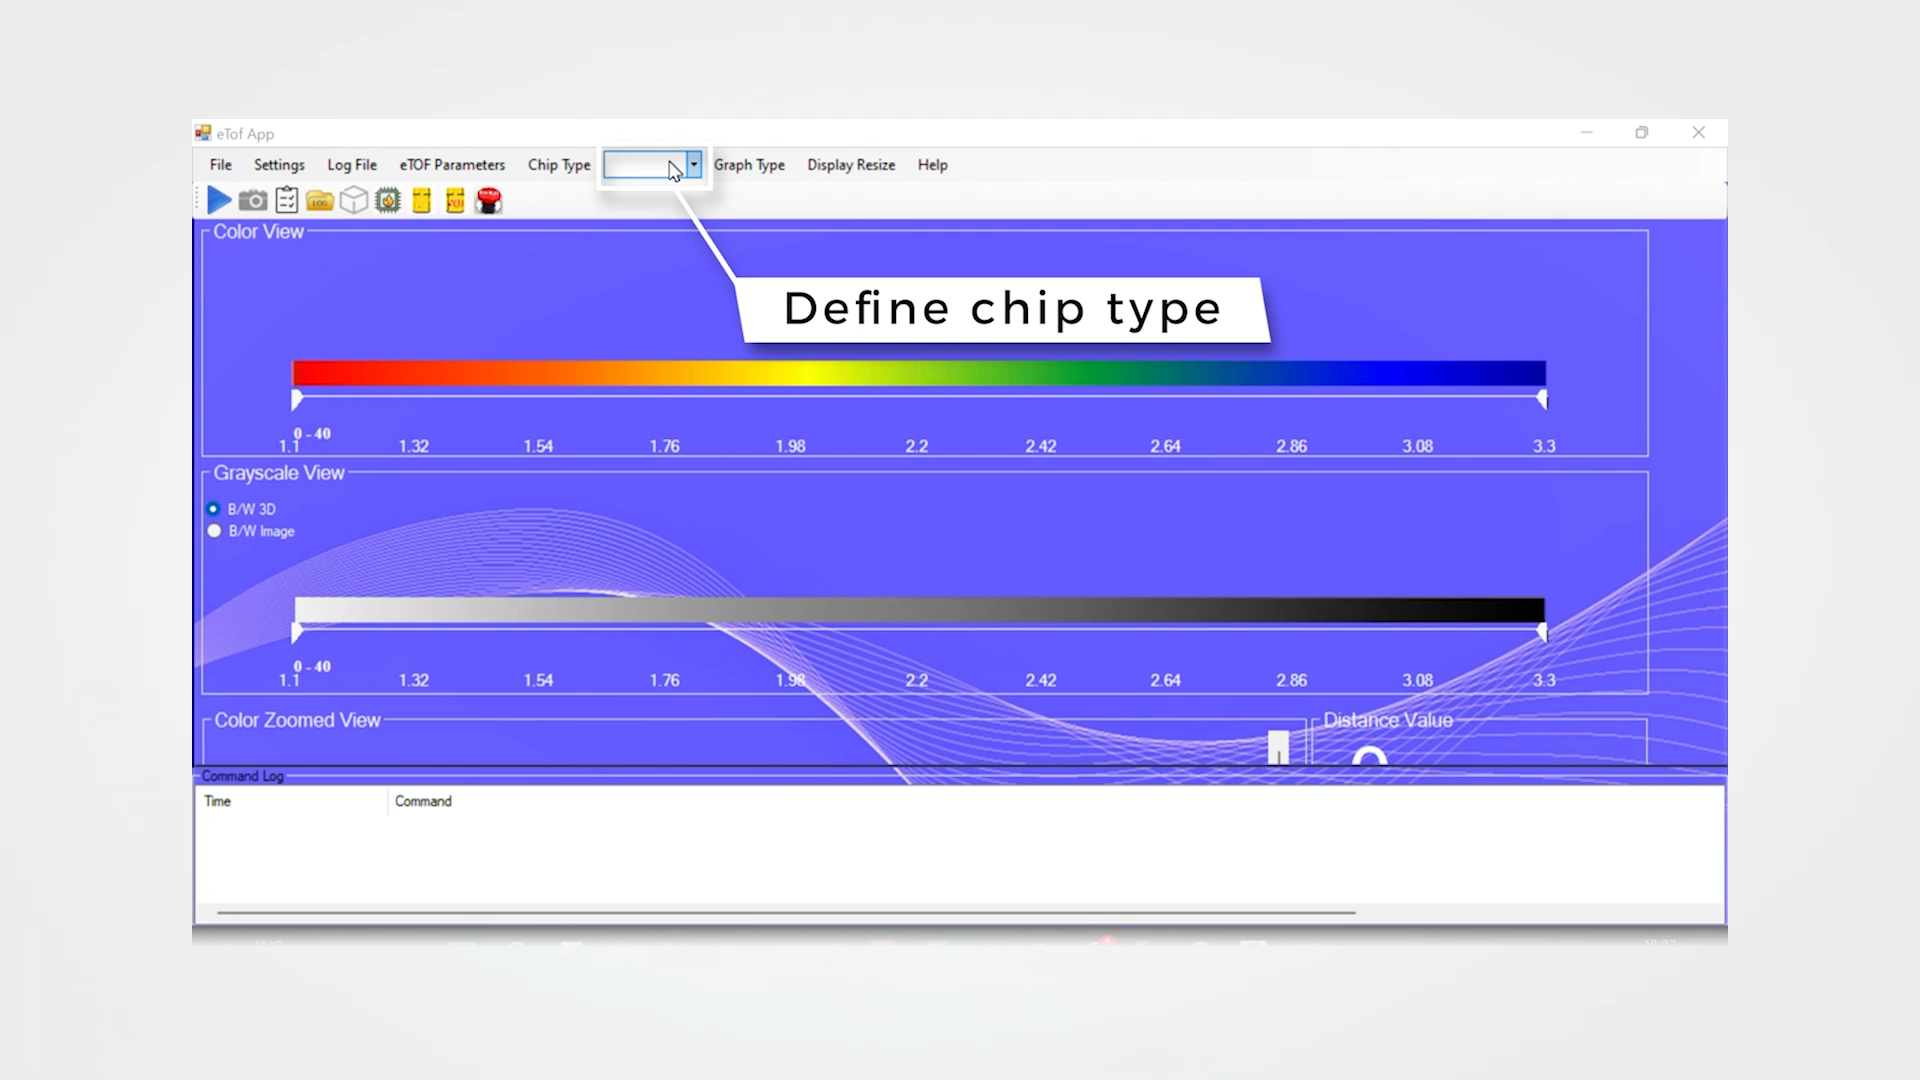 eTof App
File Settings Log File eTOF Parameters Chip Type Graph Type Display Resize Help
LOG
Define chip type
Color View
0 - 40
1.1 1.32 1.54 1.76 1.98 2.2 2.42 2.64 2.86 3.08 3.3
Grayscale View
B/W 3D
B/W Image
0 - 40
1.1 1.32 1.54 1.76 1.98 2.2 2.42 2.64 2.86 3.08 3.3
Color Zoomed View
Distance Value
Command Log
Time Command